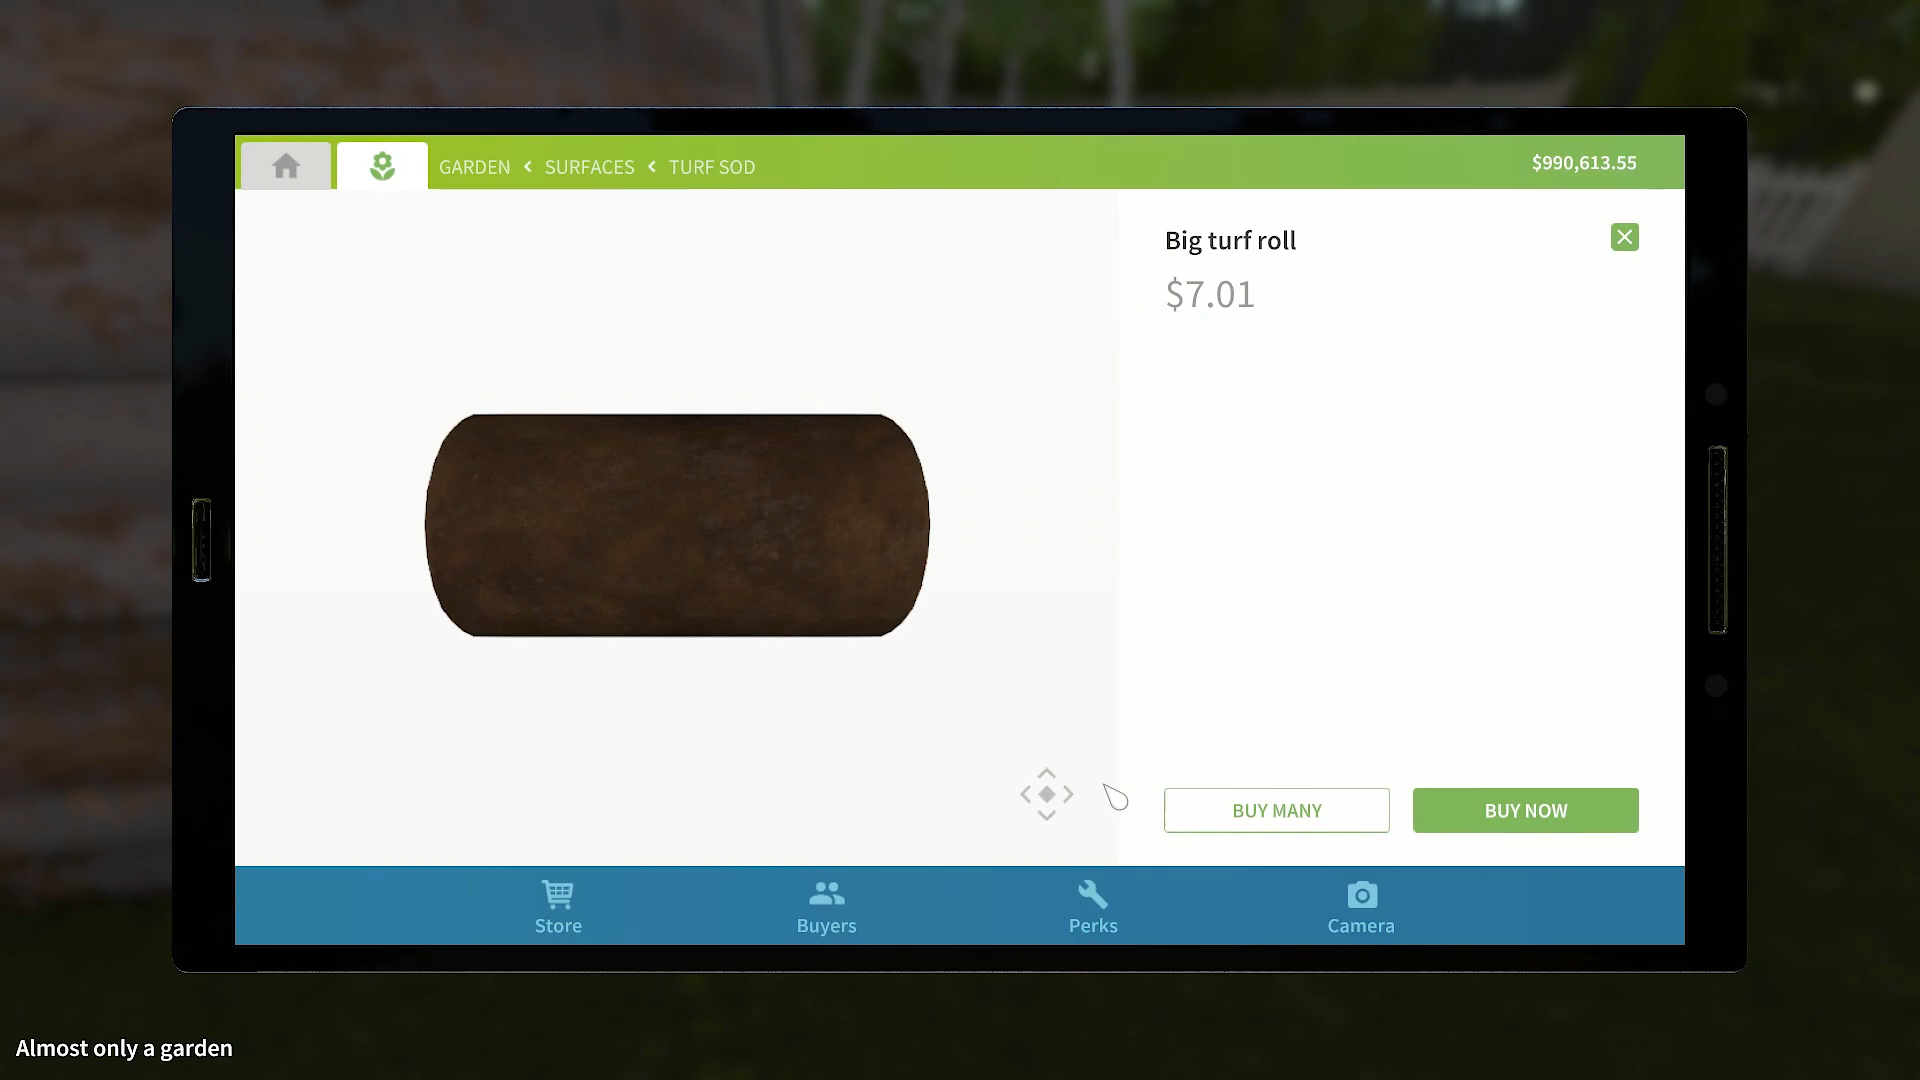 GARDEN < SURFACES < TURF SOD
$990,613.55
Big turf roll
$7.01
BUY MANY
BUY NOW
Store
Buyers
Perks
Camera
Almost only a garden